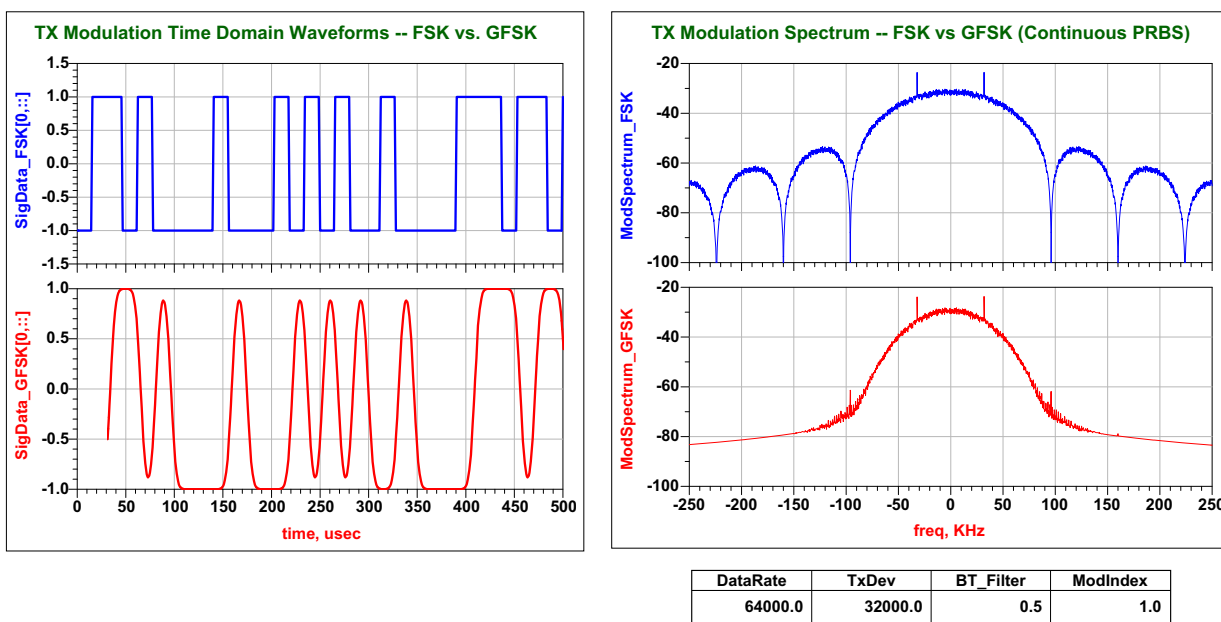 TX Modulation Time Domain Waveforms -- FSK vs. GFSK
SigData_FSK[0,::]
1.5
1.0
0.5
0.0
-0.5
-1.0
-1.5
SigData_GFSK[0,::]
1.0
0.5
0.0
-0.5
-1.0
0 50 100 150 200 250 300 350 400 450 500
time, usec
TX Modulation Spectrum -- FSK vs GFSK (Continuous PRBS)
ModSpectrum_FSK
-20
-40
-60
-80
-100
ModSpectrum_GFSK
-20
-40
-60
-80
-100
-250 -200 -150 -100 -50 0 50 100 150 200 250
freq, KHz
DataRate TxDev BT_Filter ModIndex
64000.0 32000.0 0.5 1.0